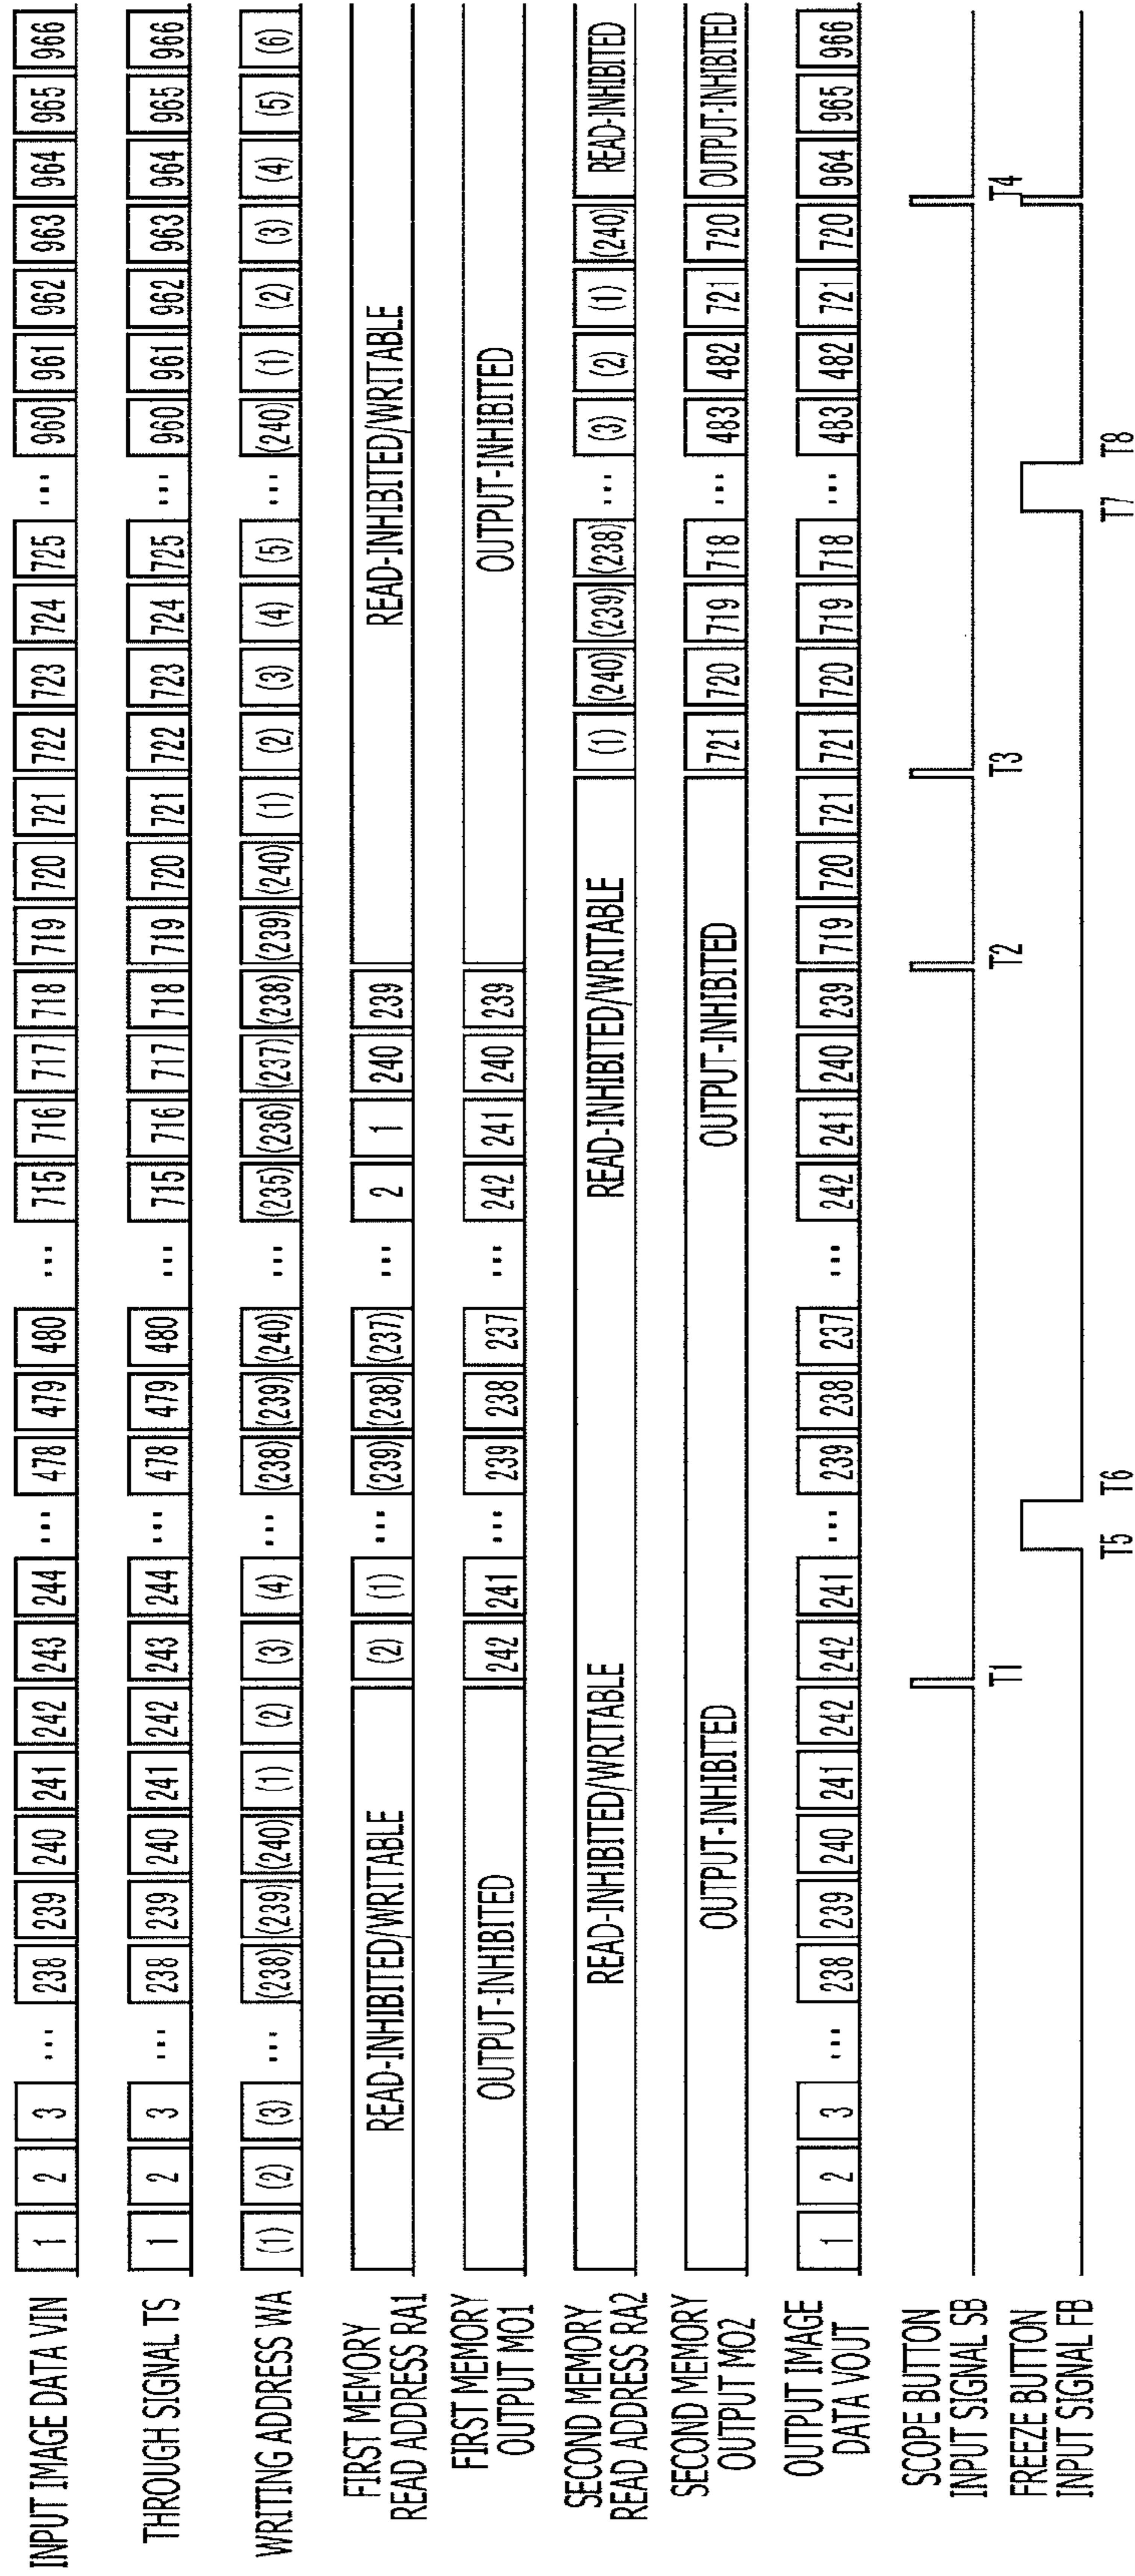 INPUT IMAGE DATA VIN 1 2 3 ... 238 239 240 241 242 243 244 ... 478 479 480 ... 715 716 717 718 719 720 721 722 723 724 725 ... 960 961 962 963 964 965 966
THROUGH SIGNAL TS 1 2 3 ... 238 239 240 241 242 243 244 ... 478 479 480 ... 715 716 717 718 719 720 721 722 723 724 725 ... 960 961 962 963 964 965 966
WRITING ADDRESS WA (1) (2) (3) ... (238) (239) (240) (1) (2) (3) (4) ... (238) (239) (240) ... (235) (236) (237) (238) (239) (240) (1) (2) (3) (4) (5) ... (240) (1) (2) (3) (4) (5) (6)
FIRST MEMORY
READ ADDRESS RA1 READ-INHIBITED/WRITABLE (2) (1) ... (239) (238) (237) ... 2 1 240 239 READ-INHIBITED/WRITABLE
FIRST MEMORY
OUTPUT MO1 OUTPUT-INHIBITED 242 241 ... 239 238 237 ... 242 241 240 239 OUTPUT-INHIBITED
SECOND MEMORY
READ ADDRESS RA2 READ-INHIBITED/WRITABLE READ-INHIBITED/WRITABLE READ-INHIBITED/WRITABLE (1) (240) (239) (238) ... (3) (2) (1) (240) READ-INHIBITED
SECOND MEMORY
OUTPUT MO2 OUTPUT-INHIBITED OUTPUT-INHIBITED 721 720 719 718 ... 483 482 721 720 OUTPUT-INHIBITED
OUTPUT IMAGE
DATA VOUT 1 2 3 ... 238 239 240 241 242 242 241 ... 239 238 237 ... 242 241 240 239 719 720 721 721 720 719 718 ... 483 482 721 720 964 965 966
SCOPE BUTTON
INPUT SIGNAL SB
T1 T2 T3 T4
FREEZE BUTTON
INPUT SIGNAL FB
T5 T6 T7 T8